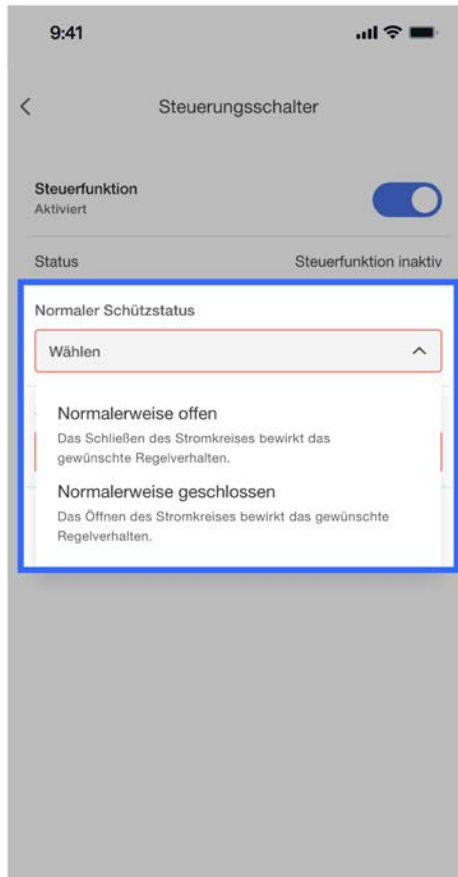 9:41
Steuerungsschalter
Steuerfunktion
Aktiviert
Status Steuerfunktion inaktiv
Normaler Schützstatus
Wählen
Normalerweise offen
Das Schließen des Stromkreises bewirkt das
gewünschte Regelverhalten.
Normalerweise geschlossen
Das Öffnen des Stromkreises bewirkt das gewünschte
Regelverhalten.